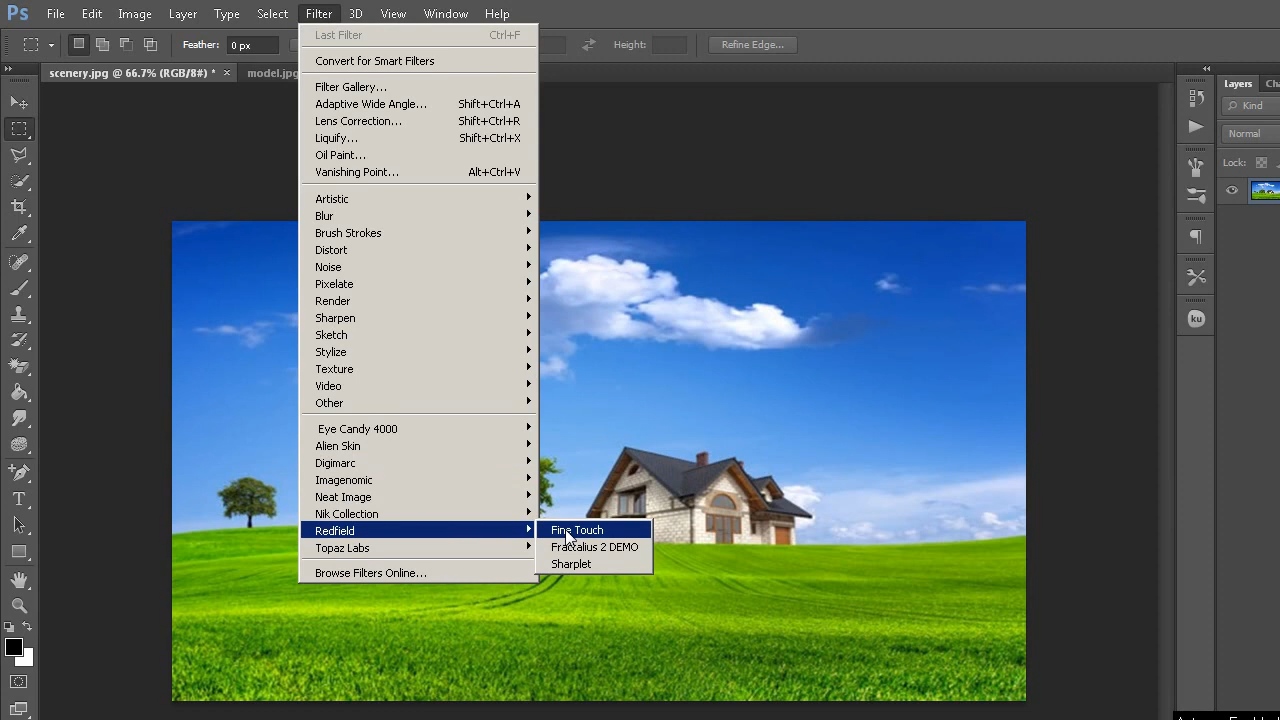 Ps File Edit Image Layer Type Select Filter 3D View Window Help
Feather: 0 px Height: Refine Edge...
scenery.jpg @ 66.7% (RGB/8#) * × model.jpg
Last Filter Ctrl+F
Convert for Smart Filters
Filter Gallery...
Adaptive Wide Angle... Shift+Ctrl+A
Lens Correction... Shift+Ctrl+R
Liquify... Shift+Ctrl+X
Oil Paint...
Vanishing Point... Alt+Ctrl+V
Artistic
Blur
Brush Strokes
Distort
Noise
Pixelate
Render
Sharpen
Sketch
Stylize
Texture
Video
Other
Eye Candy 4000
Alien Skin
Digimarc
Imagenomic
Neat Image
Nik Collection
Redfield
Topaz Labs
Browse Filters Online...
Fine Touch
Fractalius 2 DEMO
Sharplet
Layers
Kind
Normal
Lock:
ku
T